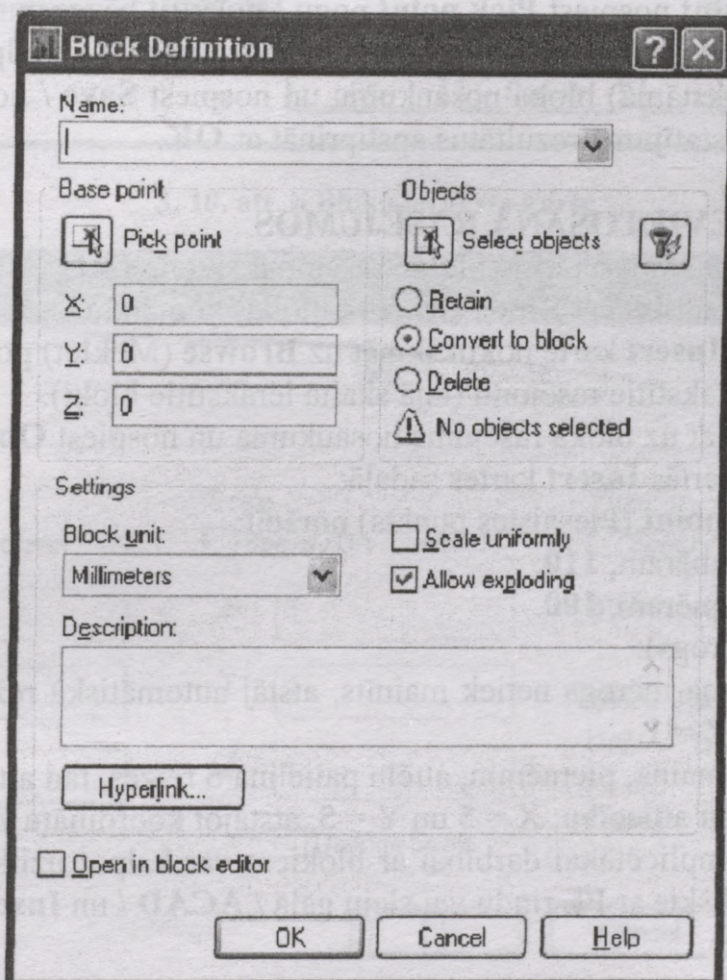 Block Definition
Name:
Base point
Pick point
X: 0
Y: 0
Z: 0
Objects
Select objects
Retain
Convert to block
Delete
No objects selected
Settings
Block unit:
Millimeters
Scale uniformly
Allow exploding
Description:
Hyperlink...
Open in block editor
OK Cancel Help